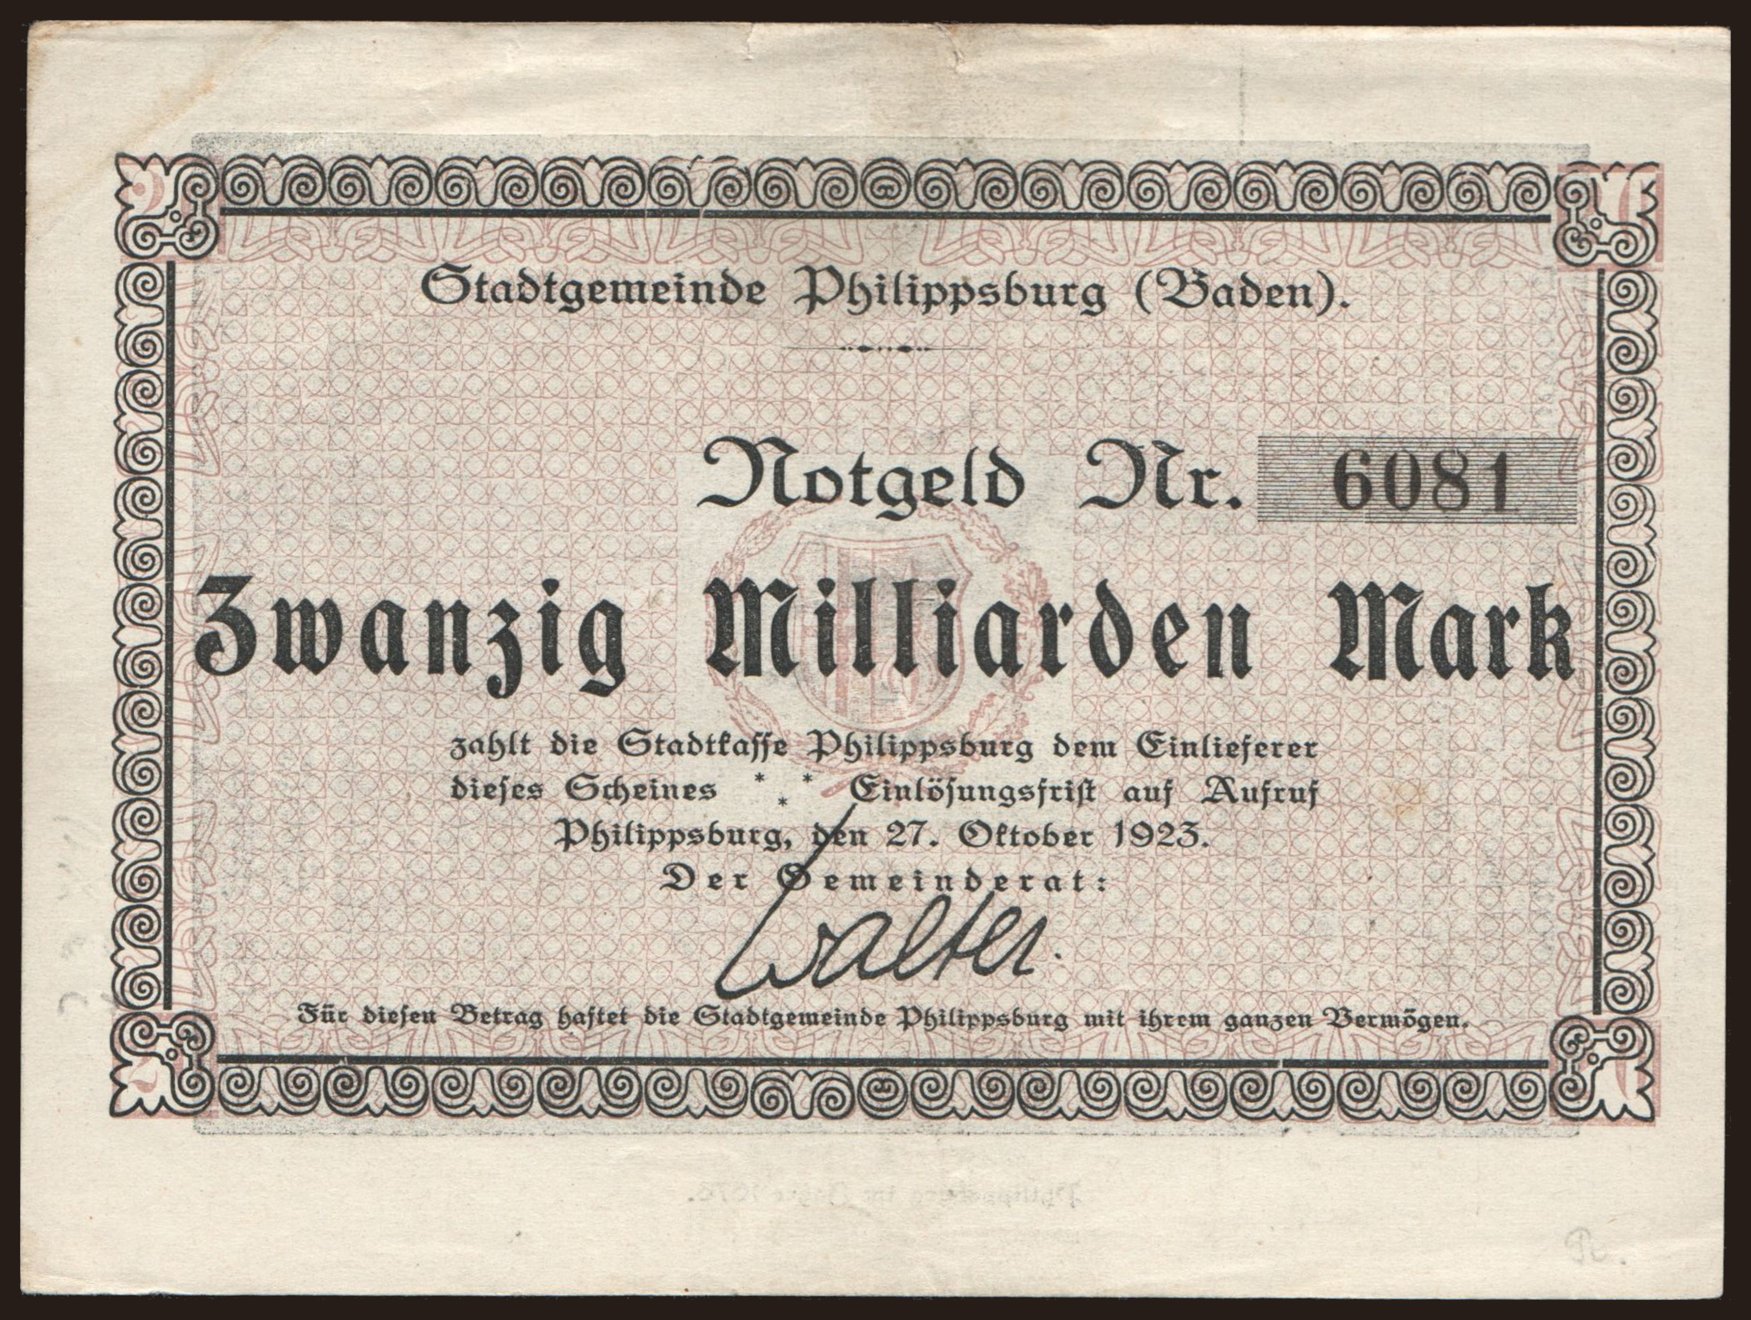 Stadtgemeinde Philippsburg (Baden).
Notgeld Nr. 6081
Zwanzig Milliarden Mark
zahlt die Stadtkasse Philippsburg dem Einlieferer
dieses Scheines * * * Einlösungsfrist auf Aufruf
Philippsburg, den 27. Oktober 1923.
Der Gemeinderat:
Walter.
Für diesen Betrag haftet die Stadtgemeinde Philippsburg mit ihrem ganzen Vermögen.